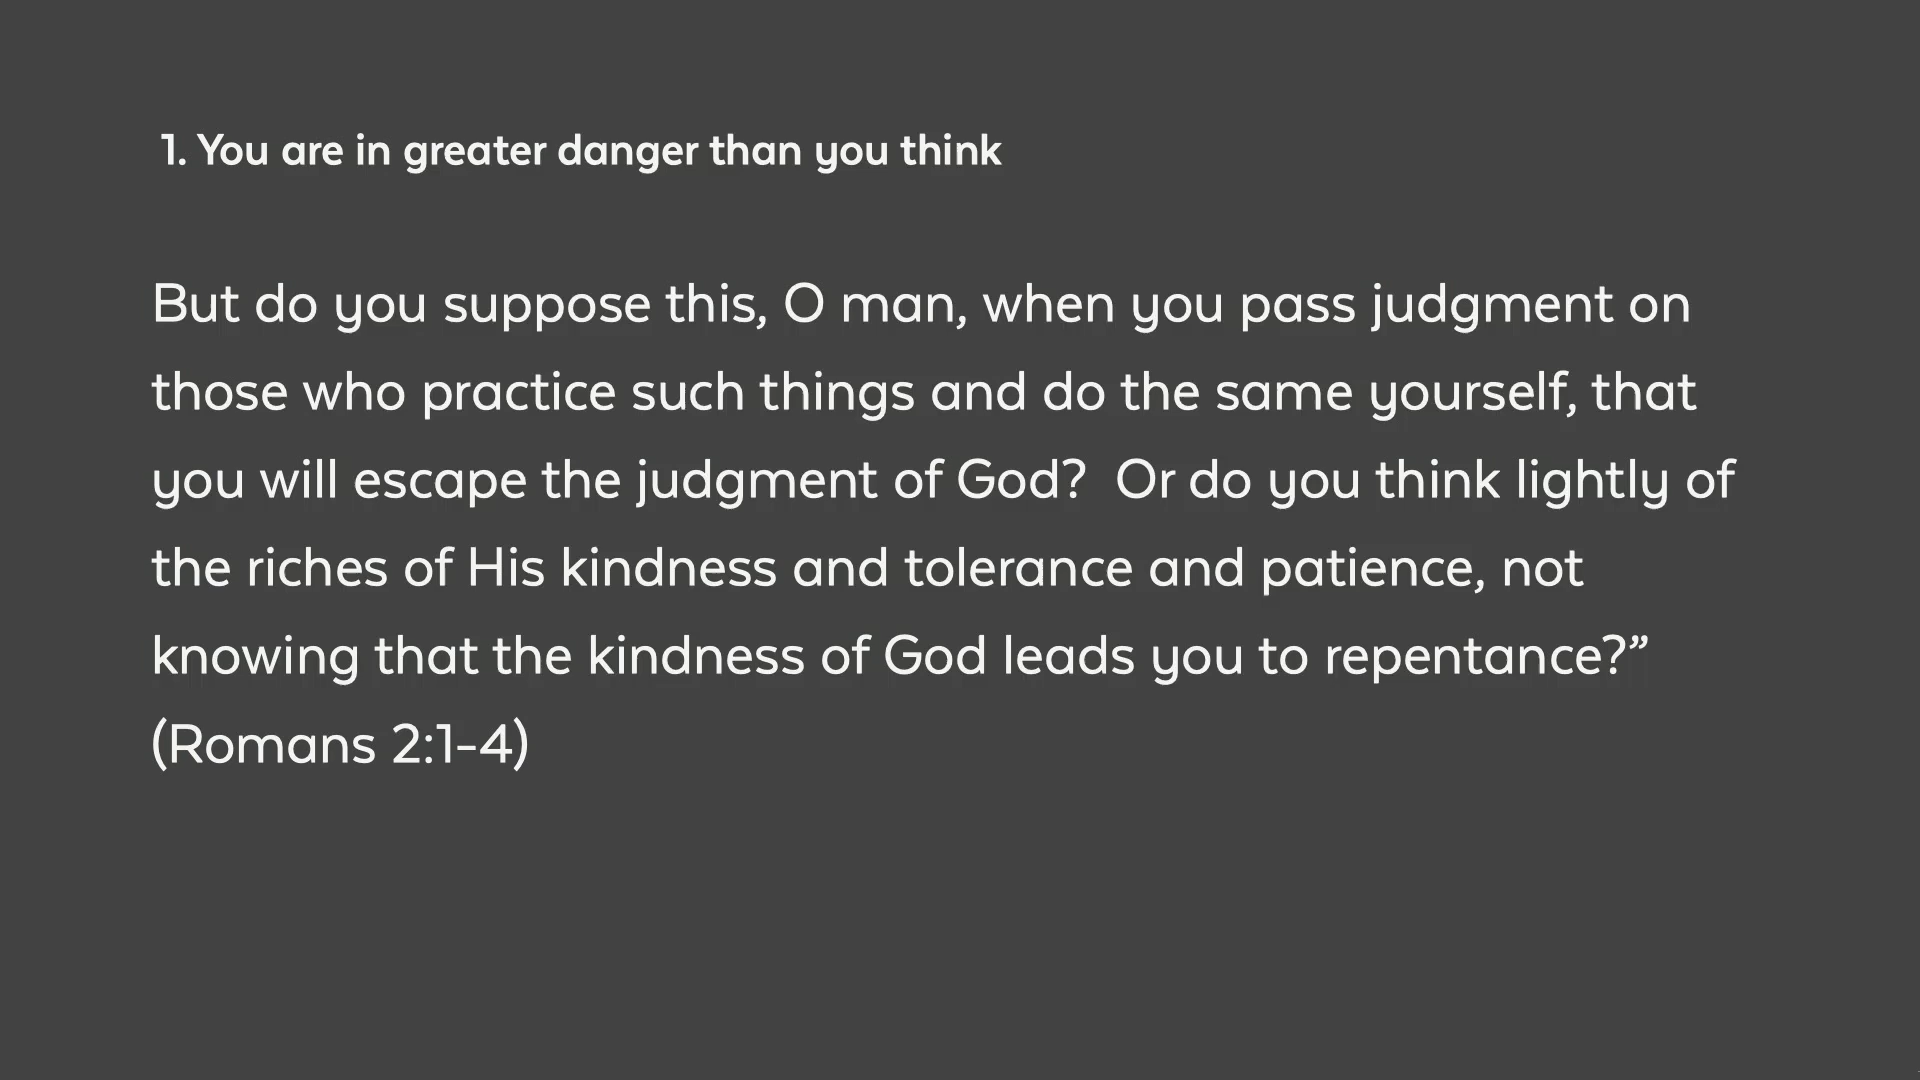 1. You are in greater danger than you think
But do you suppose this, O man, when you pass judgment on
those who practice such things and do the same yourself, that
you will escape the judgment of God?  Or do you think lightly of
the riches of His kindness and tolerance and patience, not
knowing that the kindness of God leads you to repentance?”
(Romans 2:1-4)